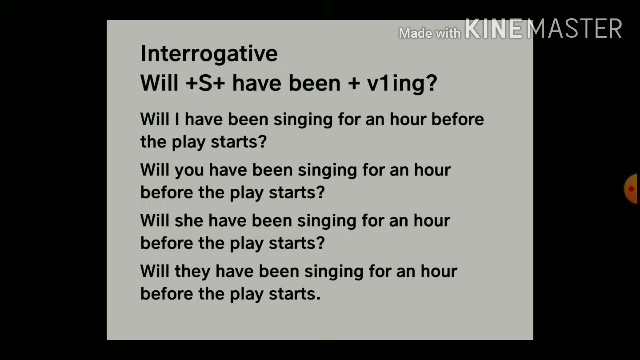 Made with KINEMASTER
Interrogative
Will +S+ have been + v1ing?
Will I have been singing for an hour before
the play starts?
Will you have been singing for an hour
before the play starts?
Will she have been singing for an hour
before the play starts?
Will they have been singing for an hour
before the play starts.